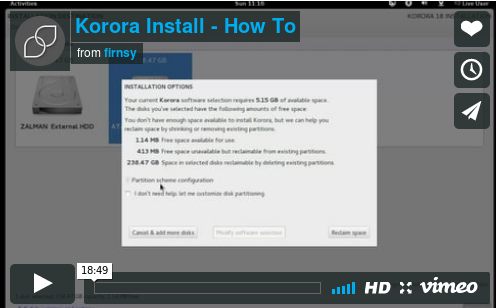 Activities Sun 11:16 Live User
KORORA 18 INSTALL
Korora Install - How To
from firnsy
238.47 GB
ZALMAN External HDD
INSTALLATION OPTIONS
Your current Korora software selection requires 5.15 GB of available space.
The disks you've selected have the following amounts of free space:
You don't have enough space available to install Korora, but we can help you
reclaim space by shrinking or removing existing partitions.
1.14 MB Free space available for use.
413 MB Free space unavailable but reclaimable from existing partitions.
238.47 GB Space in selected disks reclaimable by deleting existing partitions.
Partition scheme configuration
I don't need help; let me customize disk partitioning.
Cancel & add more disks Modify software selection Reclaim space
18:49
HD vimeo